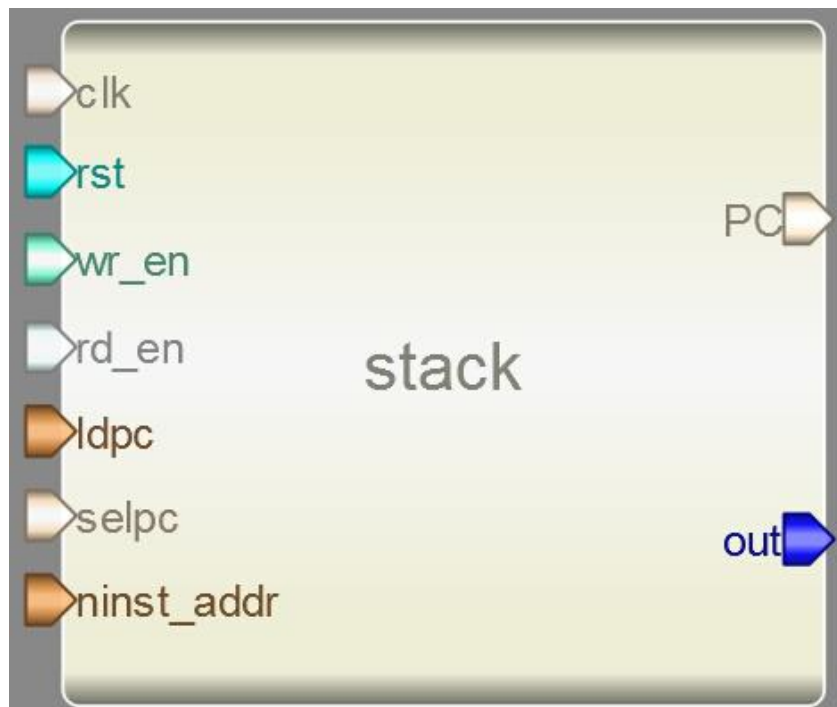 clk
rst
wr_en
rd_en
ldpc
selpc
ninst_addr
stack
PC
out